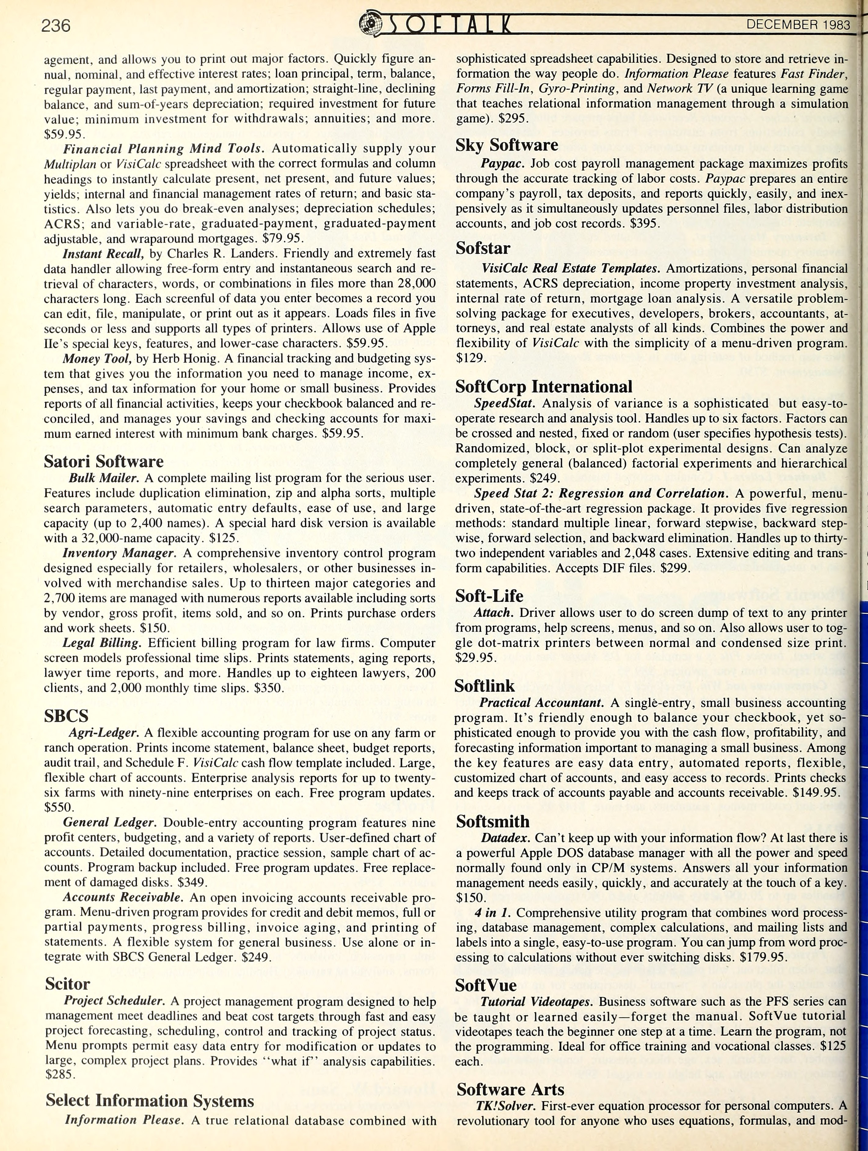 236
SOFTALK
DECEMBER 1983
agement, and allows you to print out major factors. Quickly figure an-
nual, nominal, and effective interest rates; loan principal, term, balance,
regular payment, last payment, and amortization; straight-line, declining
balance, and sum-of-years depreciation; required investment for future
value; minimum investment for withdrawals; annuities; and more.
$59.95.
Financial Planning Mind Tools. Automatically supply your
Multiplan or VisiCalc spreadsheet with the correct formulas and column
headings to instantly calculate present, net present, and future values;
yields; internal and financial management rates of return; and basic sta-
tistics. Also lets you do break-even analyses; depreciation schedules;
ACRS; and variable-rate, graduated-payment, graduated-payment
adjustable, and wraparound mortgages. $79.95.
Instant Recall, by Charles R. Landers. Friendly and extremely fast
data handler allowing free-form entry and instantaneous search and re-
trieval of characters, words, or combinations in files more than 28,000
characters long. Each screenful of data you enter becomes a record you
can edit, file, manipulate, or print out as it appears. Loads files in five
seconds or less and supports all types of printers. Allows use of Apple
IIe's special keys, features, and lower-case characters. $59.95.
Money Tool, by Herb Honig. A financial tracking and budgeting sys-
tem that gives you the information you need to manage income, ex-
penses, and tax information for your home or small business. Provides
reports of all financial activities, keeps your checkbook balanced and re-
conciled, and manages your savings and checking accounts for maxi-
mum earned interest with minimum bank charges. $59.95.
Satori Software
Bulk Mailer. A complete mailing list program for the serious user.
Features include duplication elimination, zip and alpha sorts, multiple
search parameters, automatic entry defaults, ease of use, and large
capacity (up to 2,400 names). A special hard disk version is available
with a 32,000-name capacity. $125.
Inventory Manager. A comprehensive inventory control program
designed especially for retailers, wholesalers, or other businesses in-
volved with merchandise sales. Up to thirteen major categories and
2,700 items are managed with numerous reports available including sorts
by vendor, gross profit, items sold, and so on. Prints purchase orders
and work sheets. $150.
Legal Billing. Efficient billing program for law firms. Computer
screen models professional time slips. Prints statements, aging reports,
lawyer time reports, and more. Handles up to eighteen lawyers, 200
clients, and 2,000 monthly time slips. $350.
SBCS
Agri-Ledger. A flexible accounting program for use on any farm or
ranch operation. Prints income statement, balance sheet, budget reports,
audit trail, and Schedule F. VisiCalc cash flow template included. Large,
flexible chart of accounts. Enterprise analysis reports for up to twenty-
six farms with ninety-nine enterprises on each. Free program updates.
$550.
General Ledger. Double-entry accounting program features nine
profit centers, budgeting, and a variety of reports. User-defined chart of
accounts. Detailed documentation, practice session, sample chart of ac-
counts. Program backup included. Free program updates. Free replace-
ment of damaged disks. $349.
Accounts Receivable. An open invoicing accounts receivable pro-
gram. Menu-driven program provides for credit and debit memos, full or
partial payments, progress billing, invoice aging, and printing of
statements. A flexible system for general business. Use alone or in-
tegrate with SBCS General Ledger. $249.
Scitor
Project Scheduler. A project management program designed to help
management meet deadlines and beat cost targets through fast and easy
project forecasting, scheduling, control and tracking of project status.
Menu prompts permit easy data entry for modification or updates to
large, complex project plans. Provides "what if" analysis capabilities.
$285.
Select Information Systems
Information Please. A true relational database combined with
sophisticated spreadsheet capabilities. Designed to store and retrieve in-
formation the way people do. Information Please features Fast Finder,
Forms Fill-In, Gyro-Printing, and Network TV (a unique learning game
that teaches relational information management through a simulation
game). $295.
Sky Software
Paypac. Job cost payroll management package maximizes profits
through the accurate tracking of labor costs. Paypac prepares an entire
company's payroll, tax deposits, and reports quickly, easily, and inex-
pensively as it simultaneously updates personnel files, labor distribution
accounts, and job cost records. $395.
Sofstar
VisiCalc Real Estate Templates. Amortizations, personal financial
statements, ACRS depreciation, income property investment analysis,
internal rate of return, mortgage loan analysis. A versatile problem-
solving package for executives, developers, brokers, accountants, at-
torneys, and real estate analysts of all kinds. Combines the power and
flexibility of VisiCalc with the simplicity of a menu-driven program.
$129.
SoftCorp International
SpeedStat. Analysis of variance is a sophisticated but easy-to-
operate research and analysis tool. Handles up to six factors. Factors can
be crossed and nested, fixed or random (user specifies hypothesis tests).
Randomized, block, or split-plot experimental designs. Can analyze
completely general (balanced) factorial experiments and hierarchical
experiments. $249.
Speed Stat 2: Regression and Correlation. A powerful, menu-
driven, state-of-the-art regression package. It provides five regression
methods: standard multiple linear, forward stepwise, backward step-
wise, forward selection, and backward elimination. Handles up to thirty-
two independent variables and 2,048 cases. Extensive editing and trans-
form capabilities. Accepts DIF files. $299.
Soft-Life
Attach. Driver allows user to do screen dump of text to any printer
from programs, help screens, menus, and so on. Also allows user to tog-
gle dot-matrix printers between normal and condensed size print.
$29.95.
Softlink
Practical Accountant. A single-entry, small business accounting
program. It's friendly enough to balance your checkbook, yet so-
phisticated enough to provide you with the cash flow, profitability, and
forecasting information important to managing a small business. Among
the key features are easy data entry, automated reports, flexible,
customized chart of accounts, and easy access to records. Prints checks
and keeps track of accounts payable and accounts receivable. $149.95.
Softsmith
Datadex. Can't keep up with your information flow? At last there is
a powerful Apple DOS database manager with all the power and speed
normally found only in CP/M systems. Answers all your information
management needs easily, quickly, and accurately at the touch of a key.
$150.
4 in 1. Comprehensive utility program that combines word process-
ing, database management, complex calculations, and mailing lists and
labels into a single, easy-to-use program. You can jump from word proc-
essing to calculations without ever switching disks. $179.95.
SoftVue
Tutorial Videotapes. Business software such as the PFS series can
be taught or learned easily—forget the manual. SoftVue tutorial
videotapes teach the beginner one step at a time. Learn the program, not
the programming. Ideal for office training and vocational classes. $125
each.
Software Arts
TK!Solver. First-ever equation processor for personal computers. A
revolutionary tool for anyone who uses equations, formulas, and mod-